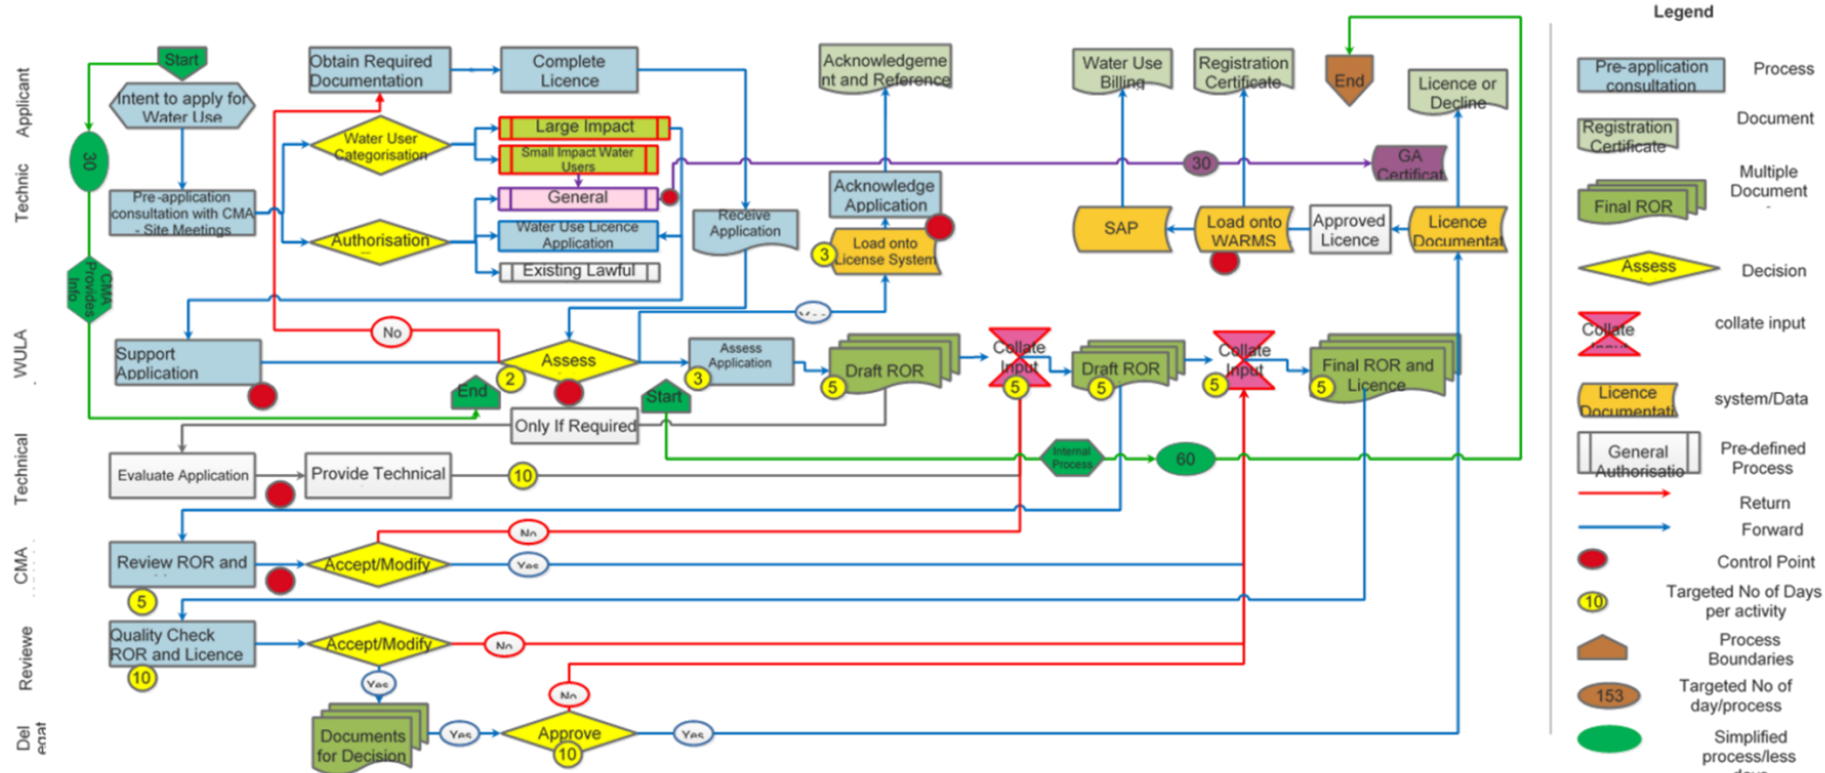 Applicant
Technic
WULA
Technical
CMA
Reviewe
Del
egat
Start
Intent to apply for
Water Use
30
Pre-application
consultation with CMA
- Site Meetings
CMA
Provides
Info
Obtain Required
Documentation
Complete
Licence
Water User
Categorisation
Large Impact
Small Impact Water
Users
General
Authorisation
Water Use Licence
Application
Existing Lawful
Receive
Application
Acknowledgeme
nt and Reference
Acknowledge
Application
3
Load onto
License System
Water Use
Billing
Registration
Certificate
End
Licence or
Decline
30
GA
Certificat
SAP
Load onto
WARMS
Approved
Licence
Licence
Documentat
No
Support
Application
Assess
2
End
Start
Assess
Application
3
Draft ROR
5
Collate
Input
5
Draft ROR
5
Collate
Input
5
Final ROR and
Licence
5
Only If Required
Evaluate Application
Provide Technical
10
Internal
Process
60
Review ROR and
5
Accept/Modify
No
Yes
Quality Check
ROR and Licence
10
Accept/Modify
No
Yes
Documents
for Decision
Yes
Approve
10
No
Yes
Legend
Pre-application
consultation
Process
Registration
Certificate
Document
Final ROR
Multiple
Document
Assess
Decision
Collate
collate input
Licence
Documentati
system/Data
General
Authorisatio
Pre-defined
Process
Return
Forward
Control Point
10
Targeted No of Days
per activity
Process
Boundaries
153
Targeted No of
day/process
Simplified
process/less
days